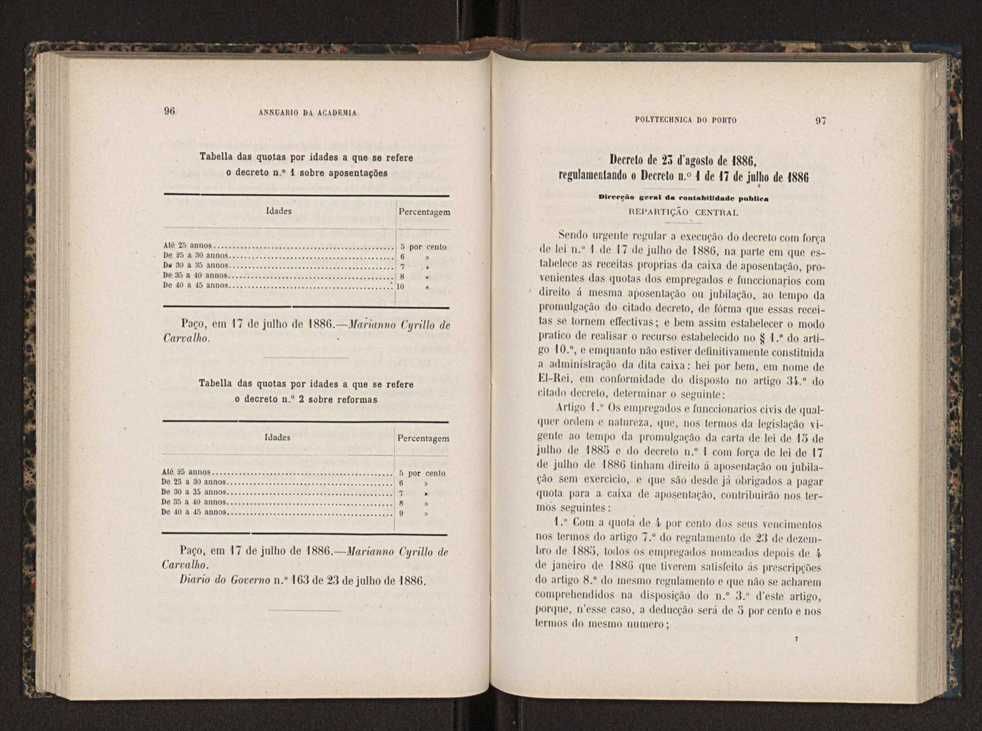 96
ANNUARIO DA ACADEMIA
Tabella das quotas por idades a que se refere
o decreto n.º 1 sobre aposentações
Idades Percentagem
Até 25 annos........................................ 5 por cento
De 25 a 30 annos.................................... 6 »
De 30 a 35 annos.................................... 7 »
De 35 a 40 annos.................................... 8 »
De 40 a 45 annos.................................... 10 »
Paço, em 17 de julho de 1886.—Marianno Cyrillo de
Carvalho.
Tabella das quotas por idades a que se refere
o decreto n.º 2 sobre reformas
Idades Percentagem
Até 25 annos........................................ 5 por cento
De 25 a 30 annos.................................... 6 »
De 30 a 35 annos.................................... 7 »
De 35 a 40 annos.................................... 8 »
De 40 a 45 annos.................................... 9 »
Paço, em 17 de julho de 1886.—Marianno Cyrillo de
Carvalho.
Diario do Governo n.º 163 de 23 de julho de 1886.
POLYTECHNICA DO PORTO
97
Decreto de 23 d'agosto de 1886,
regulamentando o Decreto n.º 1 de 17 de julho de 1886
Direcção geral da contabilidade publica
REPARTIÇÃO CENTRAL
Sendo urgente regular a execução do decreto com força
de lei n.º 1 de 17 de julho de 1886, na parte em que es-
tabelece as receitas proprias da caixa de aposentação, pro-
venientes das quotas dos empregados e funccionarios com
direito á mesma aposentação ou jubilação, ao tempo da
promulgação do citado decreto, de fórma que essas recei-
tas se tornem effectivas; e bem assim estabelecer o modo
pratico de realisar o recurso estabelecido no § 1.º do arti-
go 10.º, e emquanto não estiver definitivamente constituida
a administração da dita caixa: hei por bem, em nome de
El-Rei, em conformidade do disposto no artigo 34.º do
citado decreto, determinar o seguinte:
Artigo 1.º Os empregados e funccionarios civis de qual-
quer ordem e natureza, que, nos termos da legislação vi-
gente ao tempo da promulgação da carta de lei de 15 de
julho de 1885 e do decreto n.º 1 com força de lei de 17
de julho de 1886 tinham direito á aposentação ou jubila-
ção sem exercicio, e que são desde já obrigados a pagar
quota para a caixa de aposentação, contribuirão nos ter-
mos seguintes:
1.º Com a quota de 4 por cento dos seus vencimentos
nos termos do artigo 7.º do regulamento de 23 de dezem-
bro de 1885, todos os empregados nomeados depois de 4
de janeiro de 1886 que tiverem satisfeito ás prescripções
do artigo 8.º do mesmo regulamento e que não se acharem
comprehendidos na disposição do n.º 3.º d'este artigo,
porque, n'esse caso, a deducção será de 5 por cento e nos
termos do mesmo numero;
7